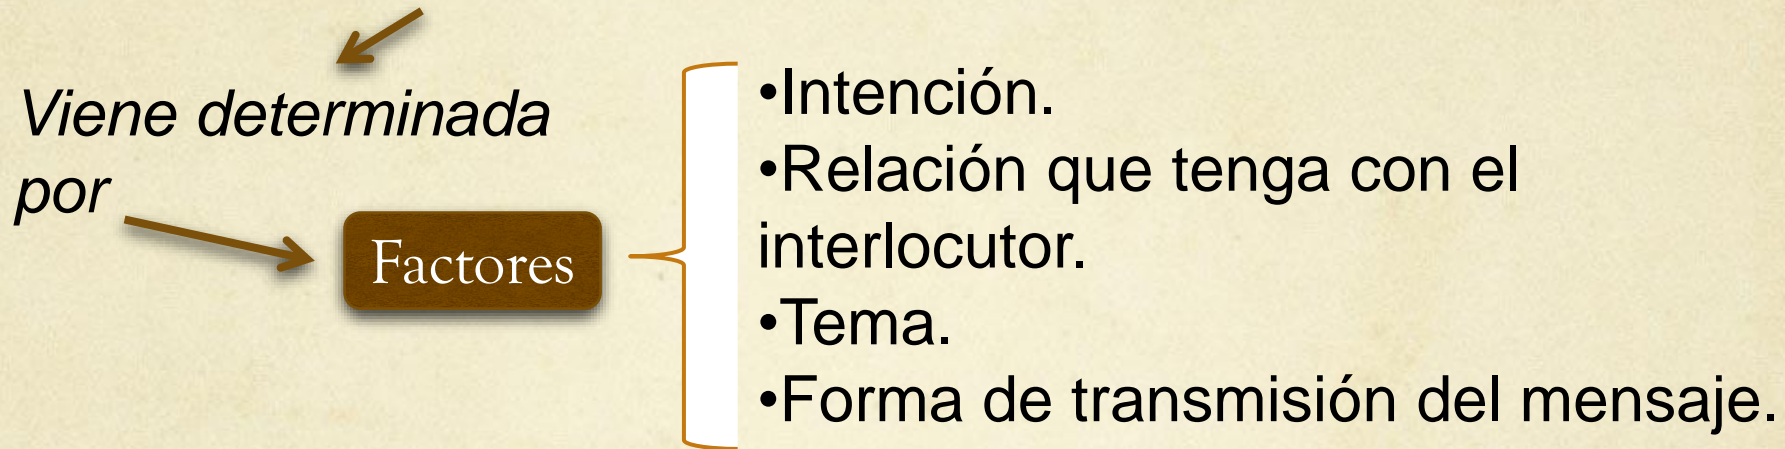 Viene determinada
por
Factores
•Intención.
•Relación que tenga con el
interlocutor.
•Tema.
•Forma de transmisión del mensaje.